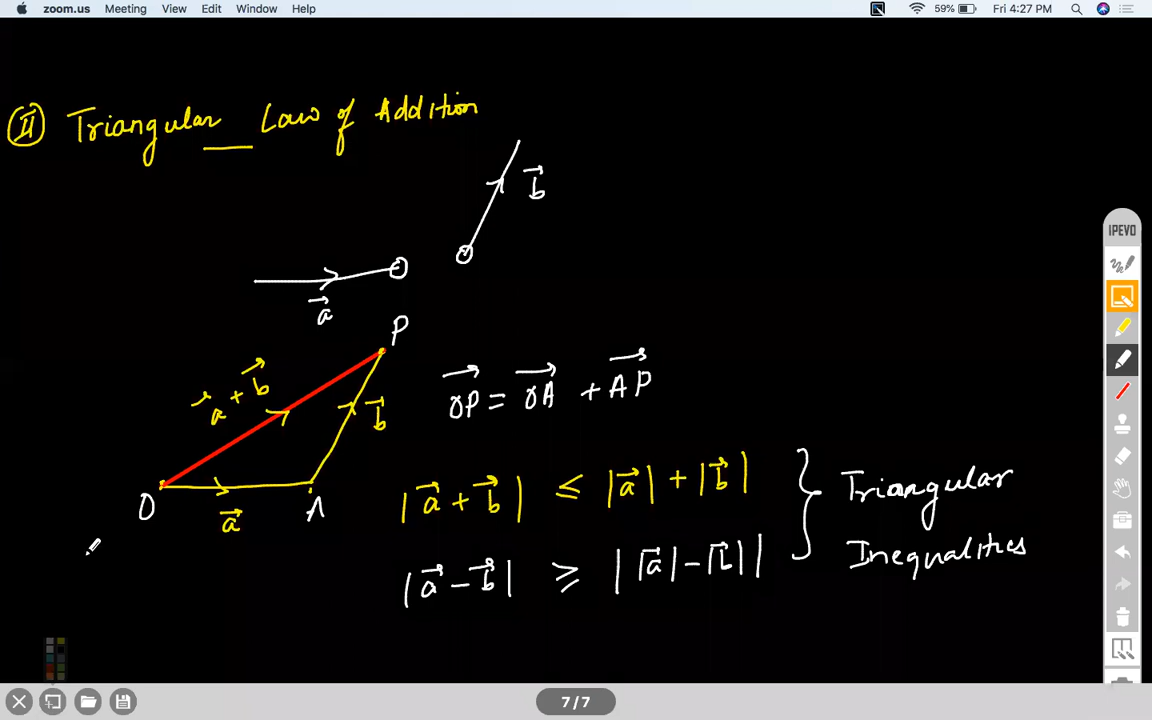 zoom.us Meeting View Edit Window Help 59% Fri 4:27 PM
II Triangular Law of Addition
b
a
IPEVO
P
a + b
b
OP = OA + AP
O
a
A
|a + b| ≤ |a| + |b|
|a − b| ≥ ||a| − |b||
Triangular
Inequalities
7/7